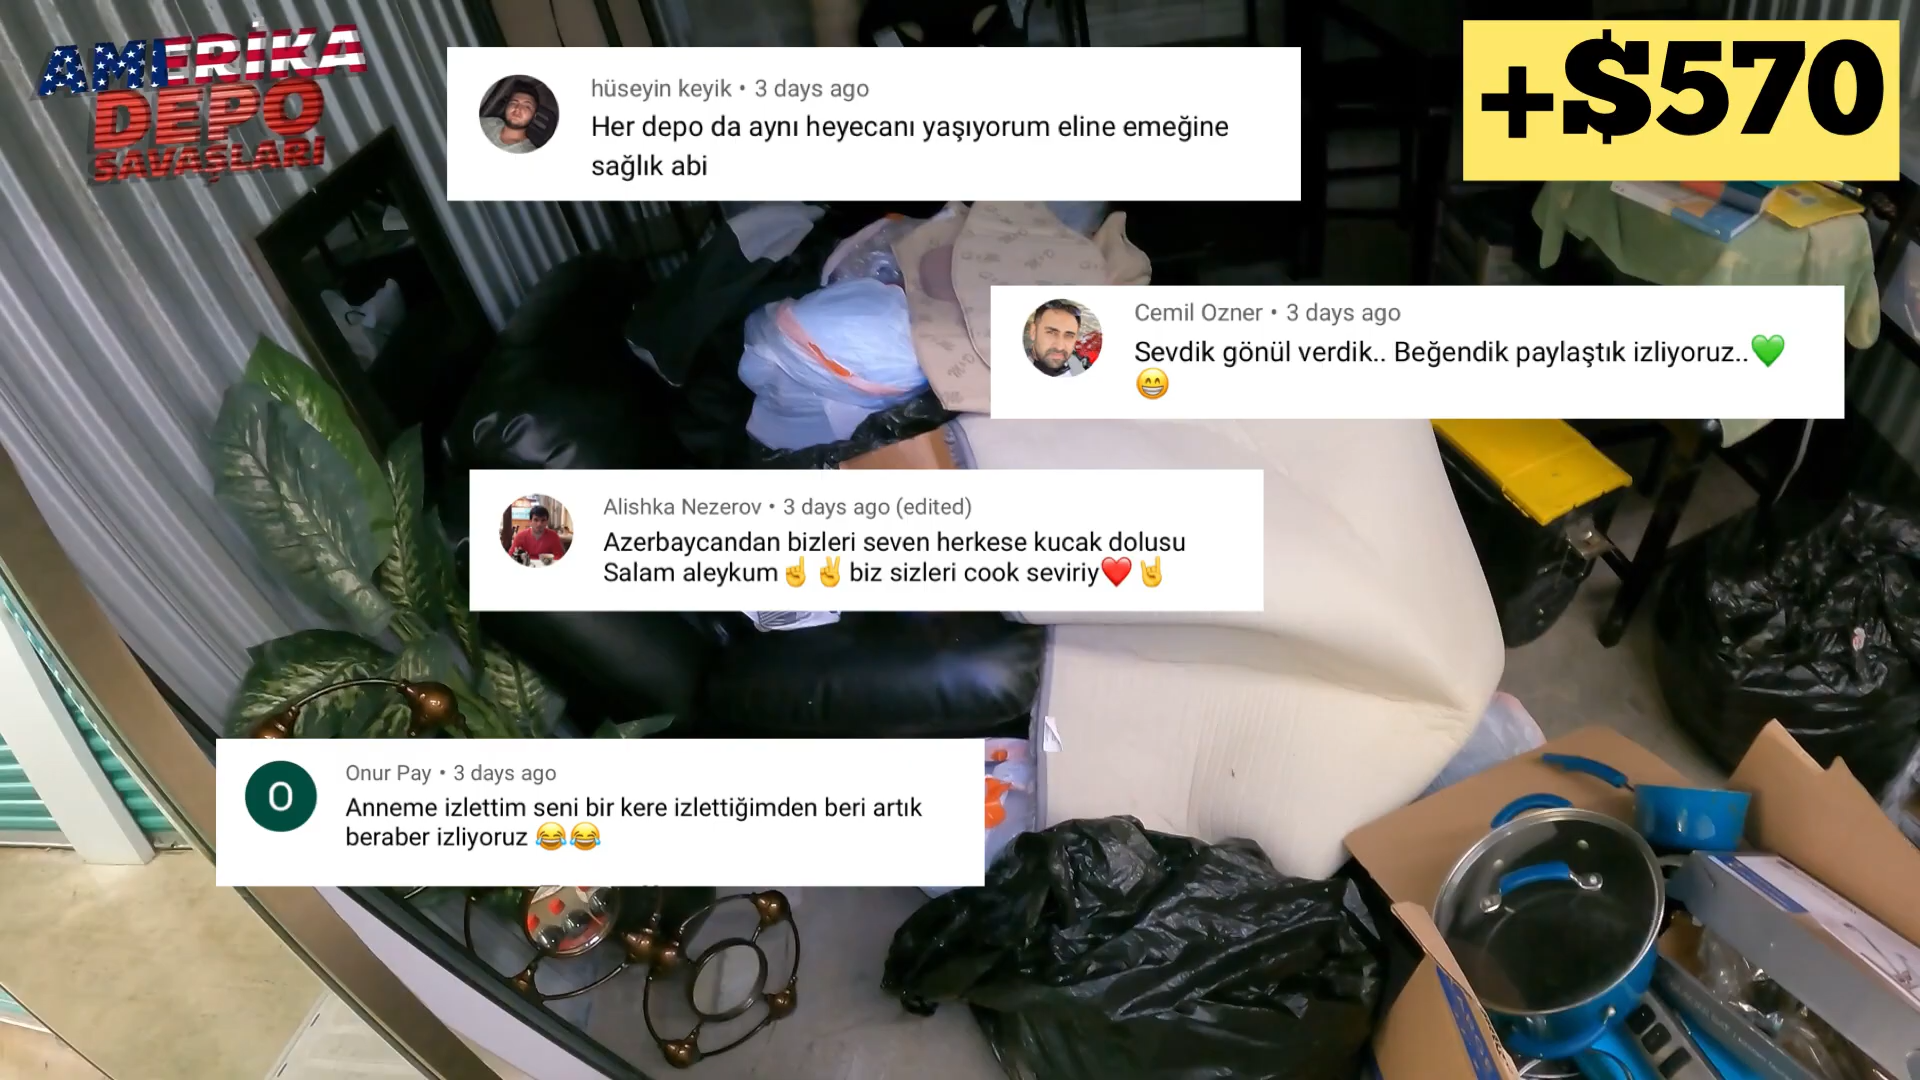 AMERİKA
DEPO
SAVAŞLARI
hüseyin keyik • 3 days ago
Her depo da aynı heyecanı yaşıyorum eline emeğine
sağlık abi
+$570
Cemil Ozner • 3 days ago
Sevdik gönül verdik.. Beğendik paylaştık izliyoruz..💚
😁
Alishka Nezerov • 3 days ago (edited)
Azerbaycandan bizleri seven herkese kucak dolusu
Salam aleykum☝️✌️biz sizleri cook seviriy❤️🤘
O
Onur Pay • 3 days ago
Anneme izlettim seni bir kere izlettiğimden beri artık
beraber izliyoruz 😂😂